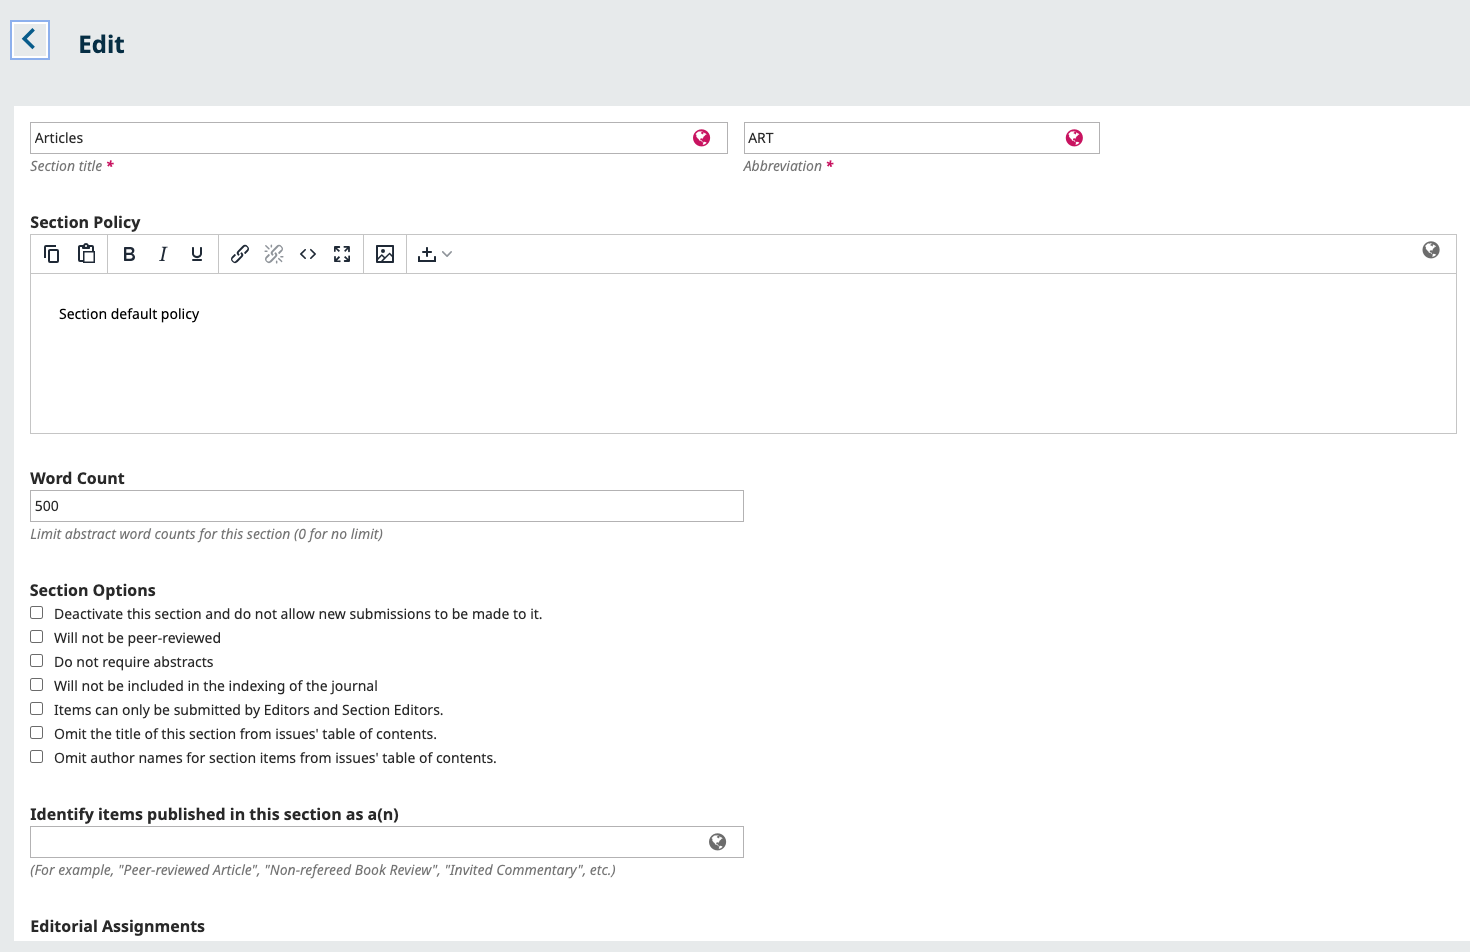 Edit
Articles
ART
Section title *
Abbreviation *
Section Policy
B I U
Section default policy
Word Count
500
Limit abstract word counts for this section (0 for no limit)
Section Options
Deactivate this section and do not allow new submissions to be made to it.
Will not be peer-reviewed
Do not require abstracts
Will not be included in the indexing of the journal
Items can only be submitted by Editors and Section Editors.
Omit the title of this section from issues' table of contents.
Omit author names for section items from issues' table of contents.
Identify items published in this section as a(n)
(For example, "Peer-reviewed Article", "Non-refereed Book Review", "Invited Commentary", etc.)
Editorial Assignments